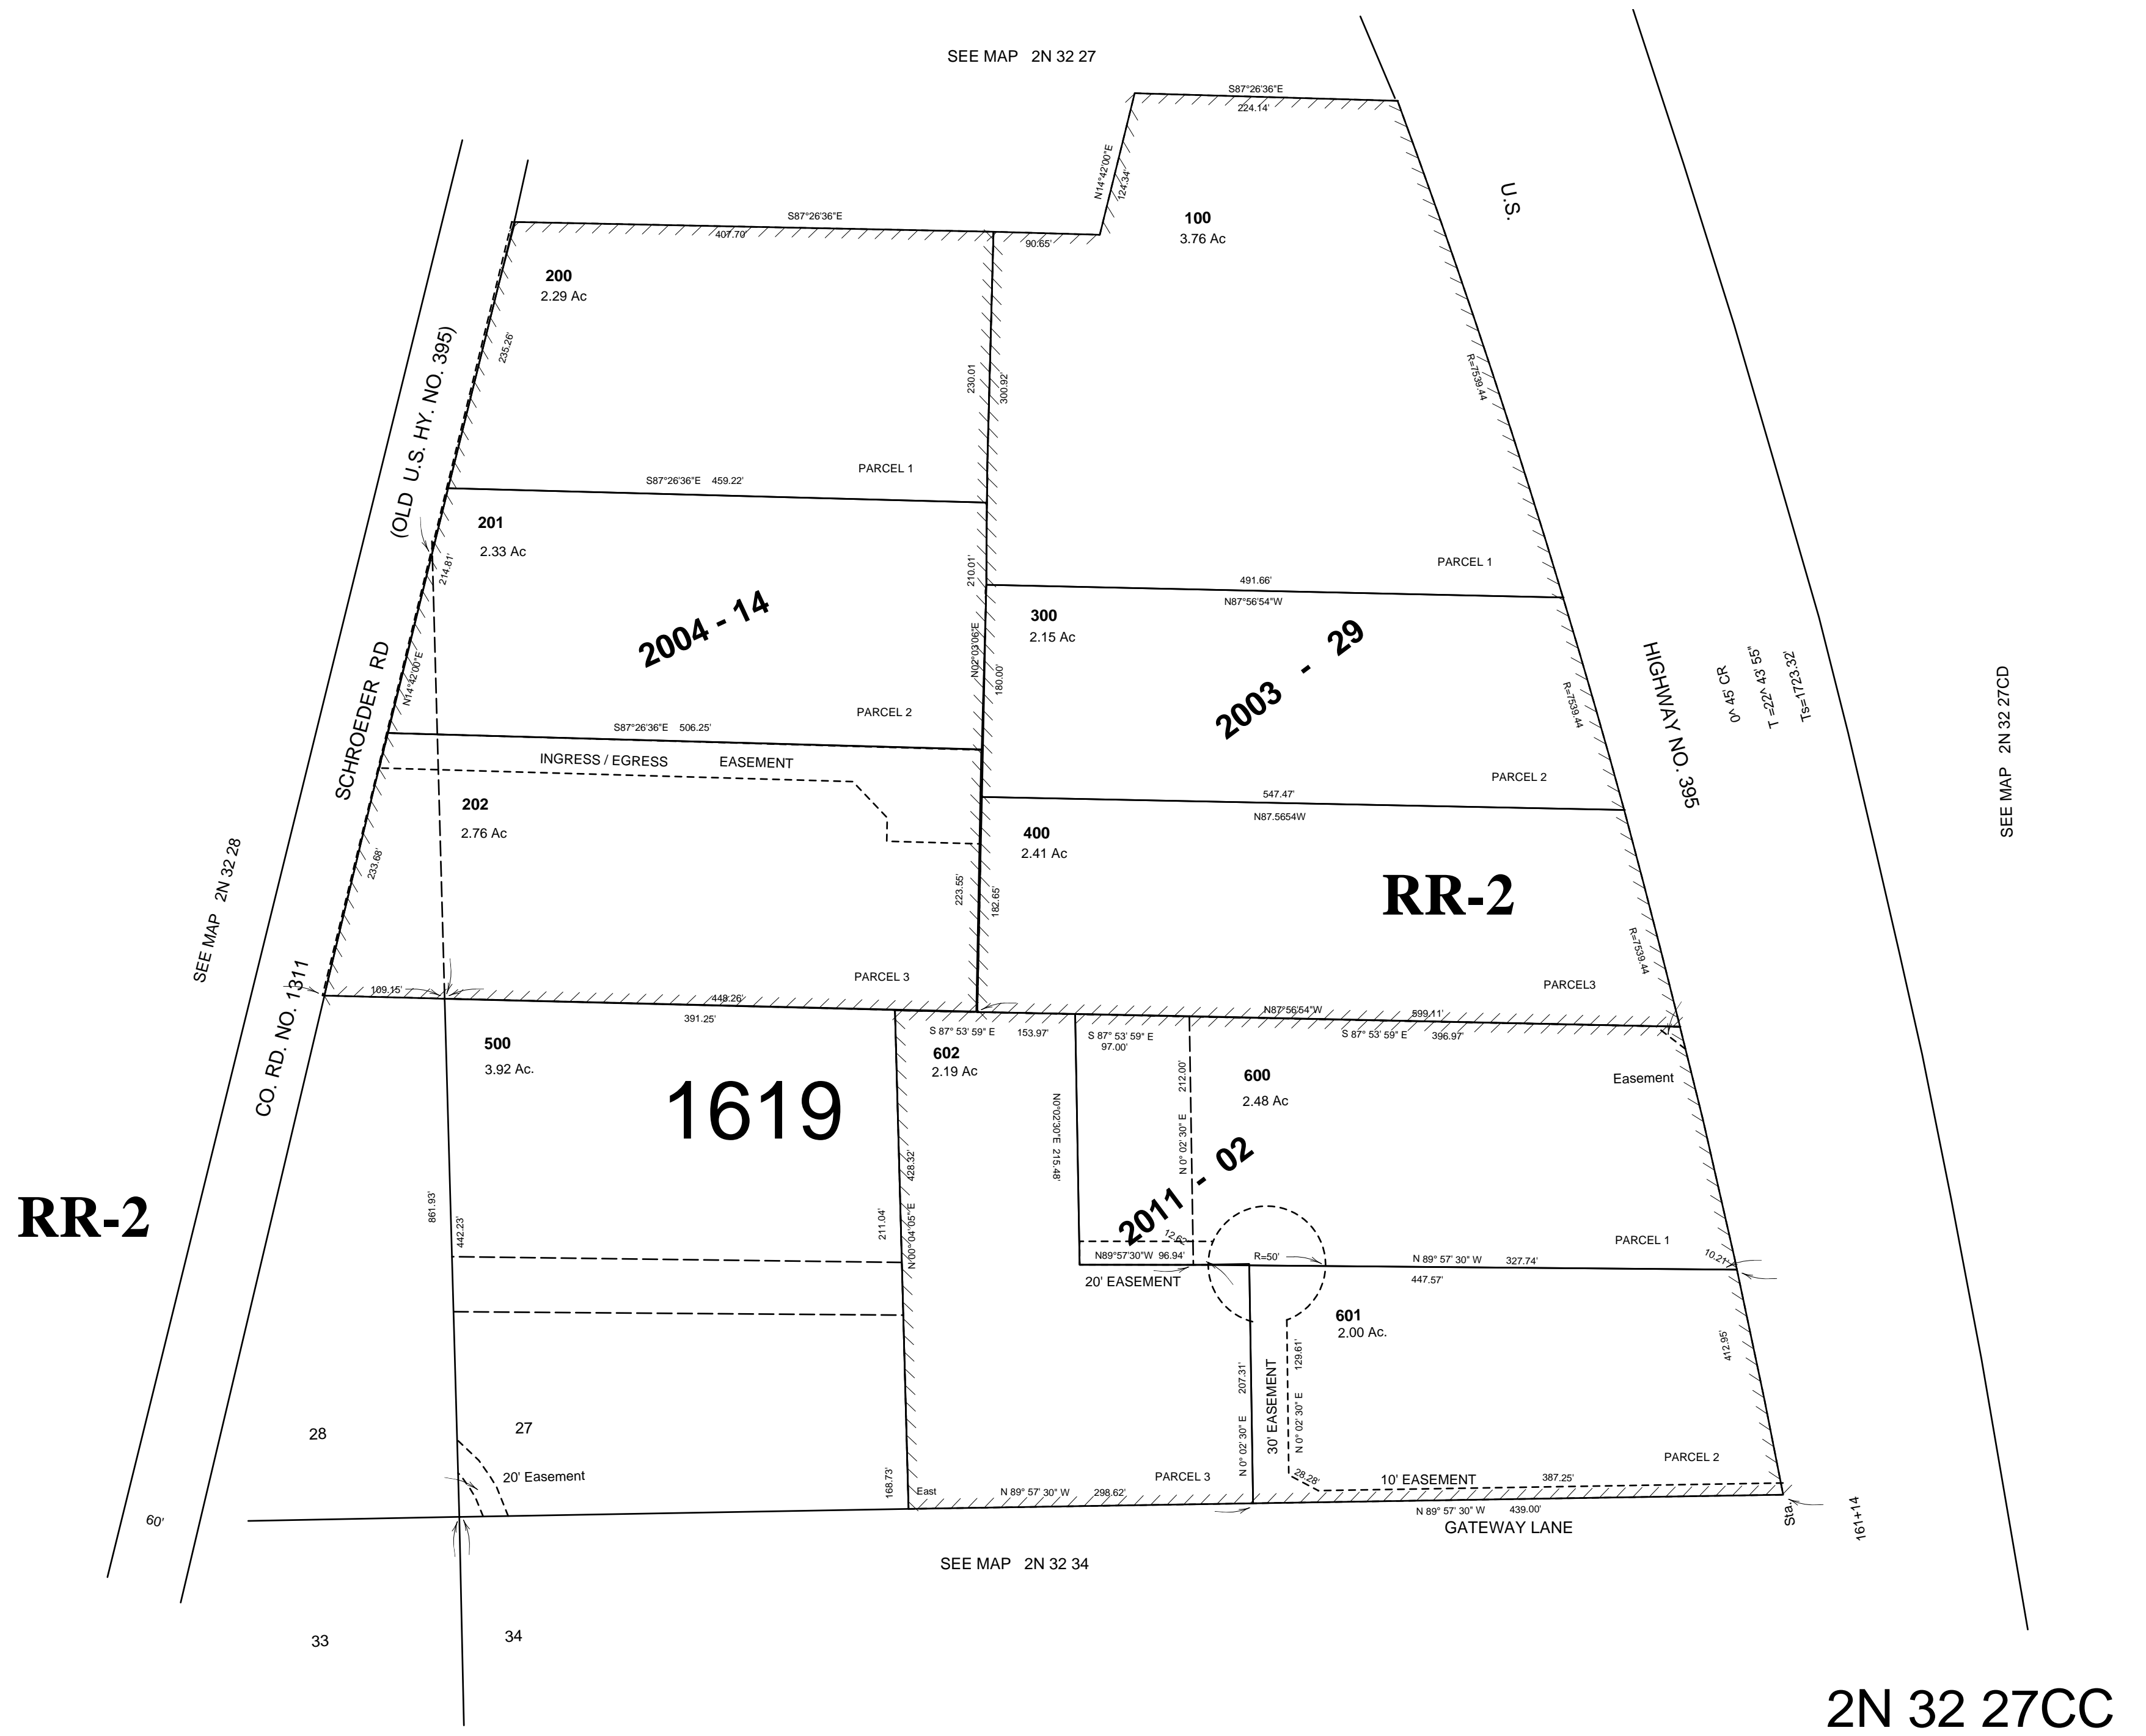 SEE MAP 2N 32 27
S87°26'36"E
224.14'
N14°42'00"E
124.34'
U.S.
100
3.76 Ac
S87°26'36"E
407.70'
90.65'
200
2.29 Ac
235.26'
(OLD U.S. HY. NO. 395)
230.01
300.92'
R=7539.44
PARCEL 1
S87°26'36"E 459.22'
201
2.33 Ac
214.81'
210.01'
PARCEL 1
491.66'
N87°56'54"W
300
2.15 Ac
2004 - 14
2003 - 29
N02°03'06"E
180.00'
N14°42'00"E
SCHROEDER RD
R=7539.44
HIGHWAY NO. 395
0^ 45' CR
T =22^ 43' 55"
Ts=1723.32'
SEE MAP 2N 32 27CD
PARCEL 2
S87°26'36"E 506.25'
INGRESS / EGRESS EASEMENT
PARCEL 2
547.47'
N87.5654W
202
2.76 Ac
400
2.41 Ac
233.68'
223.55'
182.65'
RR-2
SEE MAP 2N 32 28
R=7539.44
PARCEL 3
PARCEL3
CO. RD. NO. 1311
109.15'
448.26'
391.25'
N87°56'54"W
599.11'
S 87° 53' 59" E 153.97'
S 87° 53' 59" E
97.00'
S 87° 53' 59" E 396.97'
500
3.92 Ac.
602
2.19 Ac
600
2.48 Ac
Easement
1619
N0°02'30"E 215.48'
212.00'
N 0° 02' 30" E
428.32'
N'00°-04'05"E
2011 - 02
RR-2
861.93'
442.23'
211.04'
12.62'
PARCEL 1
N89°57'30"W 96.94'
R=50'
N 89° 57' 30" W 327.74'
10.21'
20' EASEMENT
447.57'
601
2.00 Ac.
412.95'
207.31'
N 0° 02' 30" E
30' EASEMENT
129.61'
N 0° 02' 30" E
28
27
20' Easement
168.73'
PARCEL 3
28.28'
10' EASEMENT
387.25'
PARCEL 2
East
N 89° 57' 30" W 298.62'
N 89° 57' 30" W 439.00'
GATEWAY LANE
Sta.
161+14
60'
SEE MAP 2N 32 34
33
34
2N 32 27CC